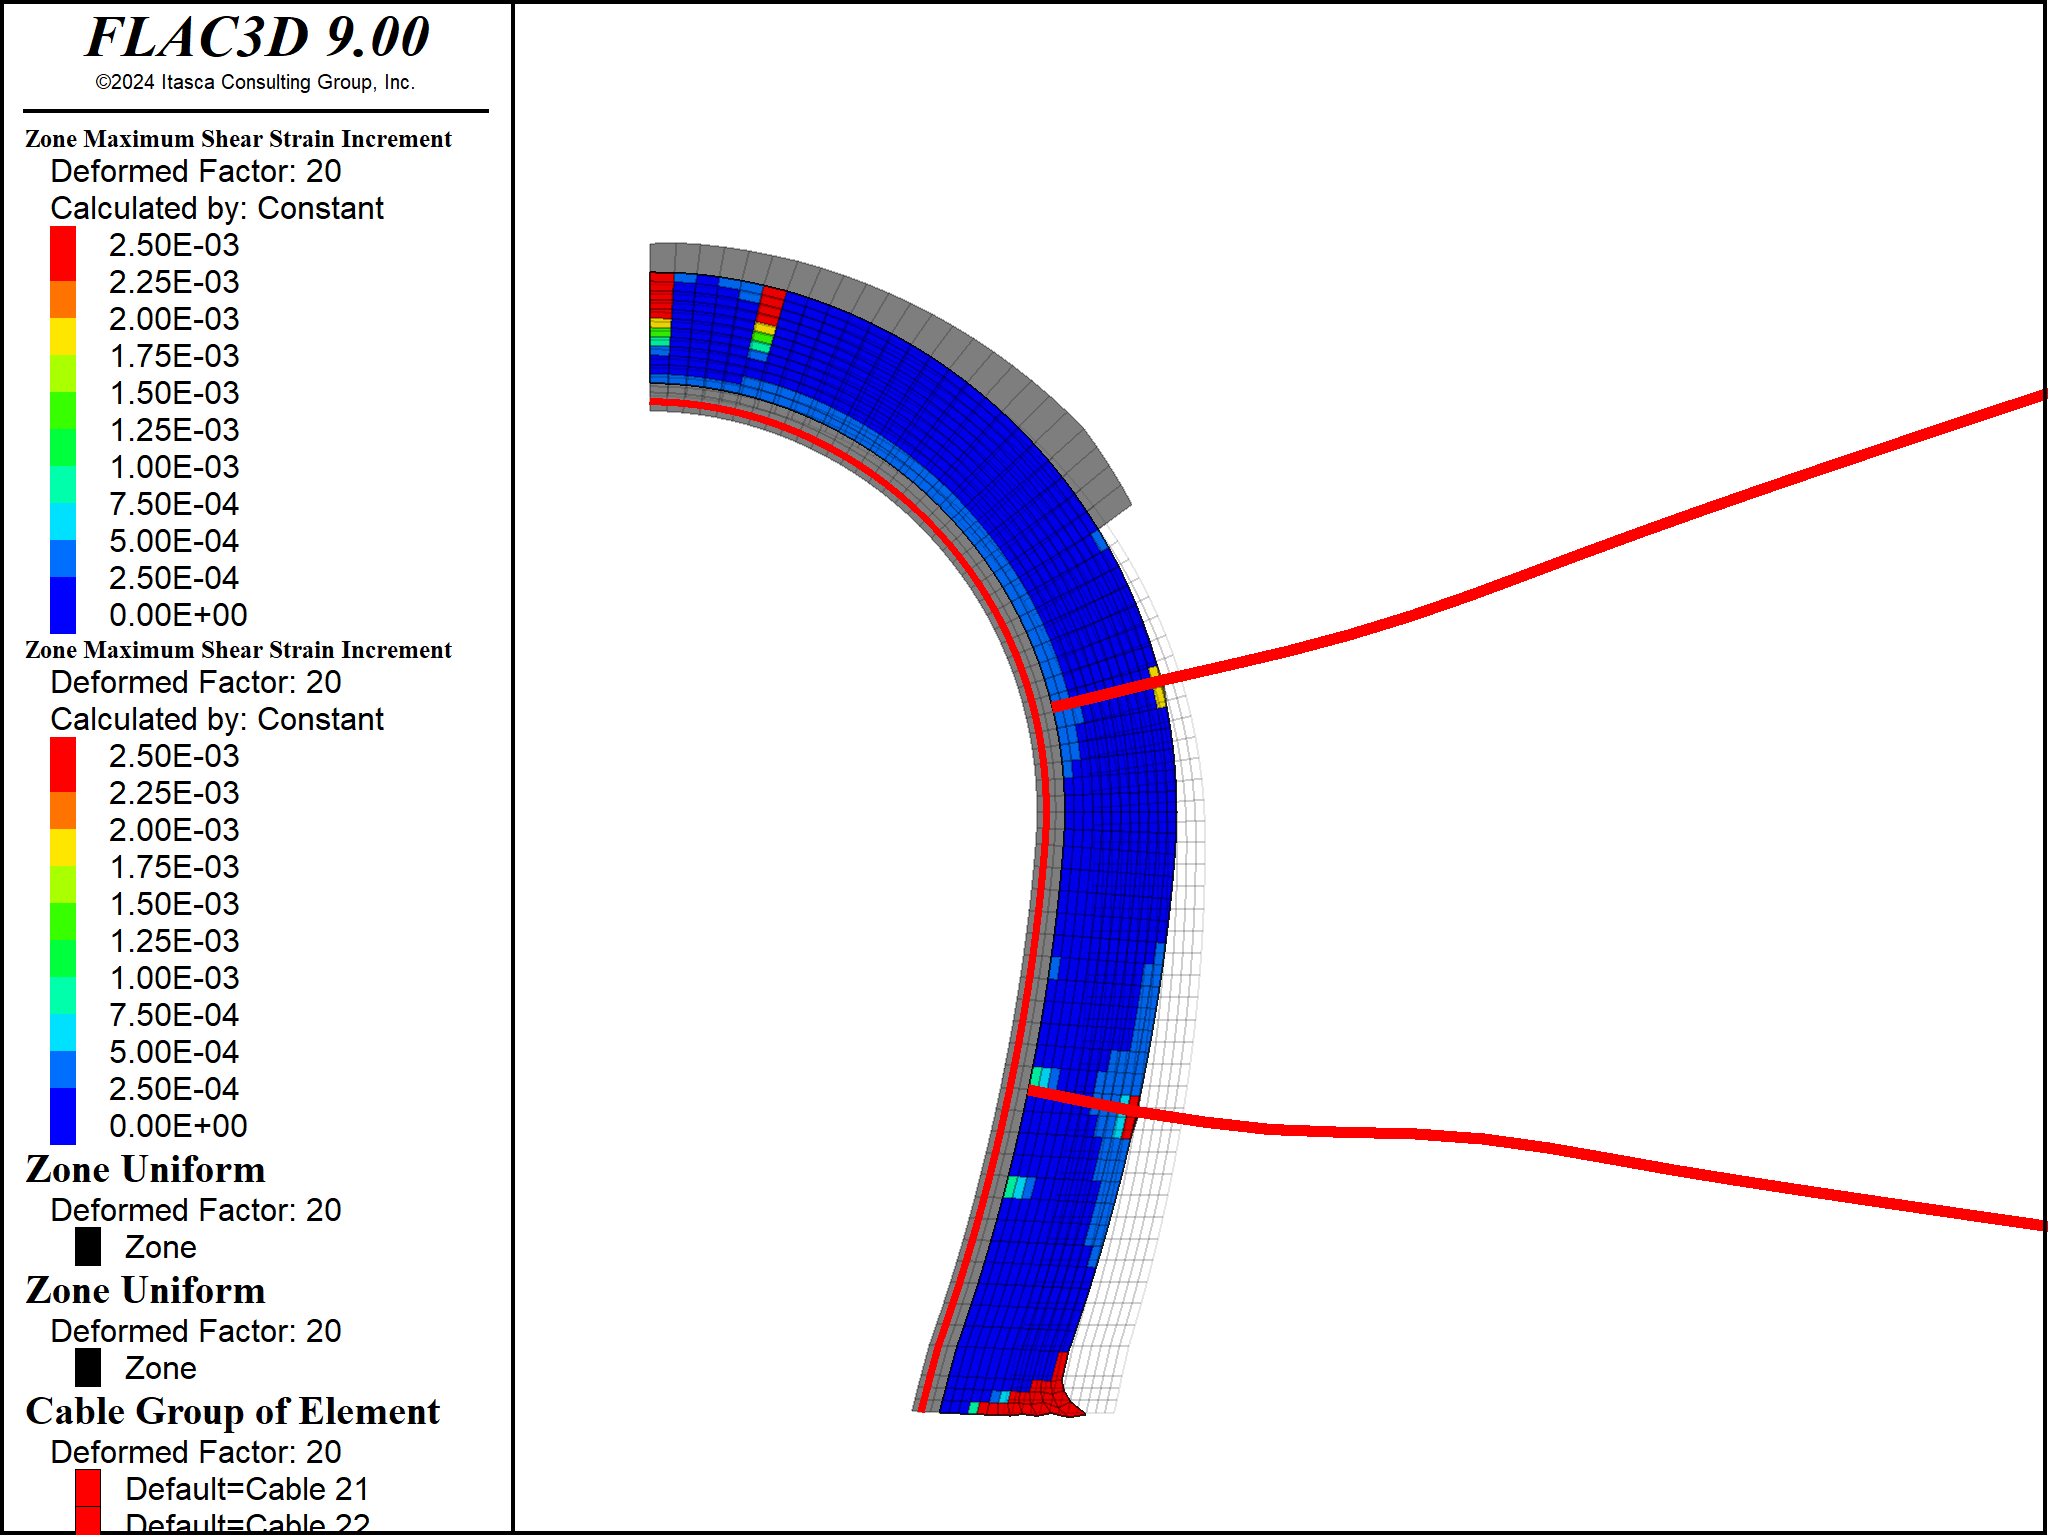 FLAC3D 9.00
©2024 Itasca Consulting Group, Inc.
Zone Maximum Shear Strain Increment
Deformed Factor: 20
Calculated by: Constant
2.50E-03
2.25E-03
2.00E-03
1.75E-03
1.50E-03
1.25E-03
1.00E-03
7.50E-04
5.00E-04
2.50E-04
0.00E+00
Zone Maximum Shear Strain Increment
Deformed Factor: 20
Calculated by: Constant
2.50E-03
2.25E-03
2.00E-03
1.75E-03
1.50E-03
1.25E-03
1.00E-03
7.50E-04
5.00E-04
2.50E-04
0.00E+00
Zone Uniform
Deformed Factor: 20
Zone
Zone Uniform
Deformed Factor: 20
Zone
Cable Group of Element
Deformed Factor: 20
Default=Cable 21
Default=Cable 22